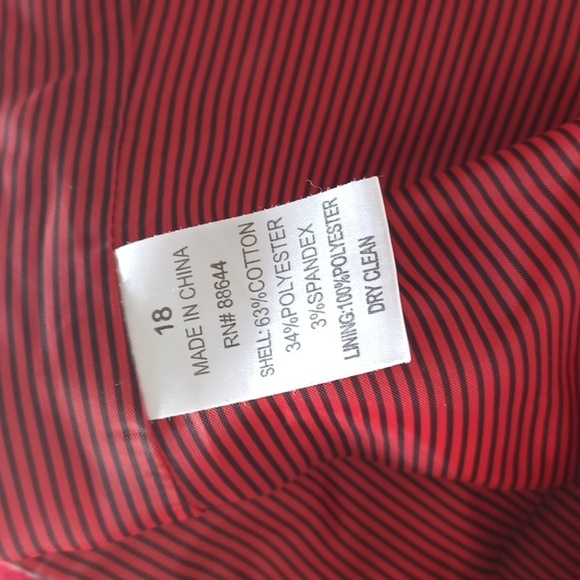 18
MADE IN CHINA
RN# 88644
SHELL: 63%COTTON
34%POLYESTER
3%SPANDEX
LINING:100%POLYESTER
DRY CLEAN